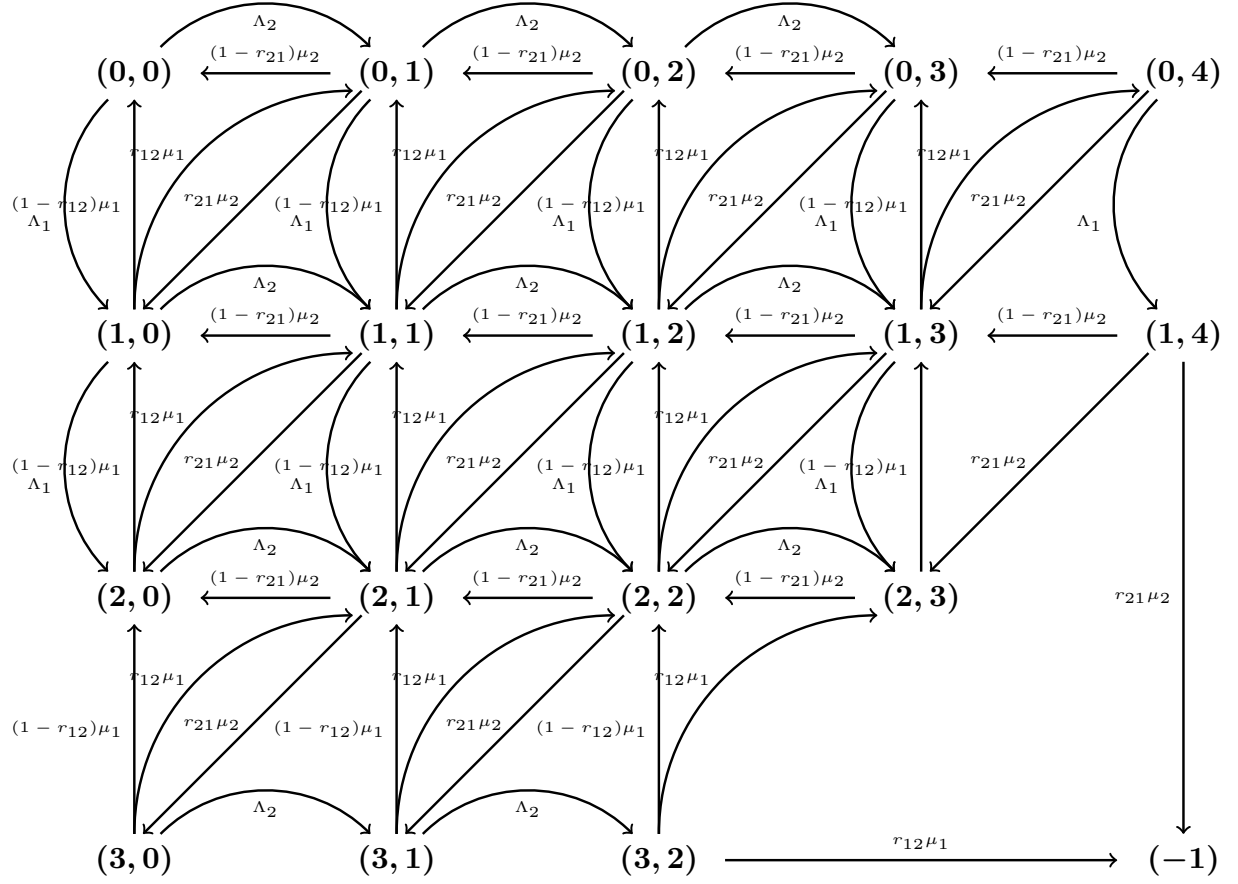 Λ₂ Λ₂ Λ₂
(1 − r₂₁)μ₂ (1 − r₂₁)μ₂ (1 − r₂₁)μ₂ (1 − r₂₁)μ₂
(0, 0) (0, 1) (0, 2) (0, 3) (0, 4)
r₁₂μ₁ r₁₂μ₁ r₁₂μ₁ r₁₂μ₁
(1 − r₁₂)μ₁ r₂₁μ₂ (1 − r₁₂)μ₁ r₂₁μ₂ (1 − r₁₂)μ₁ r₂₁μ₂ (1 − r₁₂)μ₁ r₂₁μ₂
Λ₁ Λ₁ Λ₁ Λ₁ Λ₁
Λ₂ Λ₂ Λ₂
(1 − r₂₁)μ₂ (1 − r₂₁)μ₂ (1 − r₂₁)μ₂ (1 − r₂₁)μ₂
(1, 0) (1, 1) (1, 2) (1, 3) (1, 4)
r₁₂μ₁ r₁₂μ₁ r₁₂μ₁
(1 − r₁₂)μ₁ r₂₁μ₂ (1 − r₁₂)μ₁ r₂₁μ₂ (1 − r₁₂)μ₁ r₂₁μ₂ (1 − r₁₂)μ₁ r₂₁μ₂
Λ₁ Λ₁ Λ₁ Λ₁
Λ₂ Λ₂ Λ₂
(1 − r₂₁)μ₂ (1 − r₂₁)μ₂ (1 − r₂₁)μ₂
(2, 0) (2, 1) (2, 2) (2, 3) r₂₁μ₂
r₁₂μ₁ r₁₂μ₁ r₁₂μ₁
(1 − r₁₂)μ₁ r₂₁μ₂ (1 − r₁₂)μ₁ r₂₁μ₂ (1 − r₁₂)μ₁
Λ₂ Λ₂
r₁₂μ₁
(3, 0) (3, 1) (3, 2) (−1)